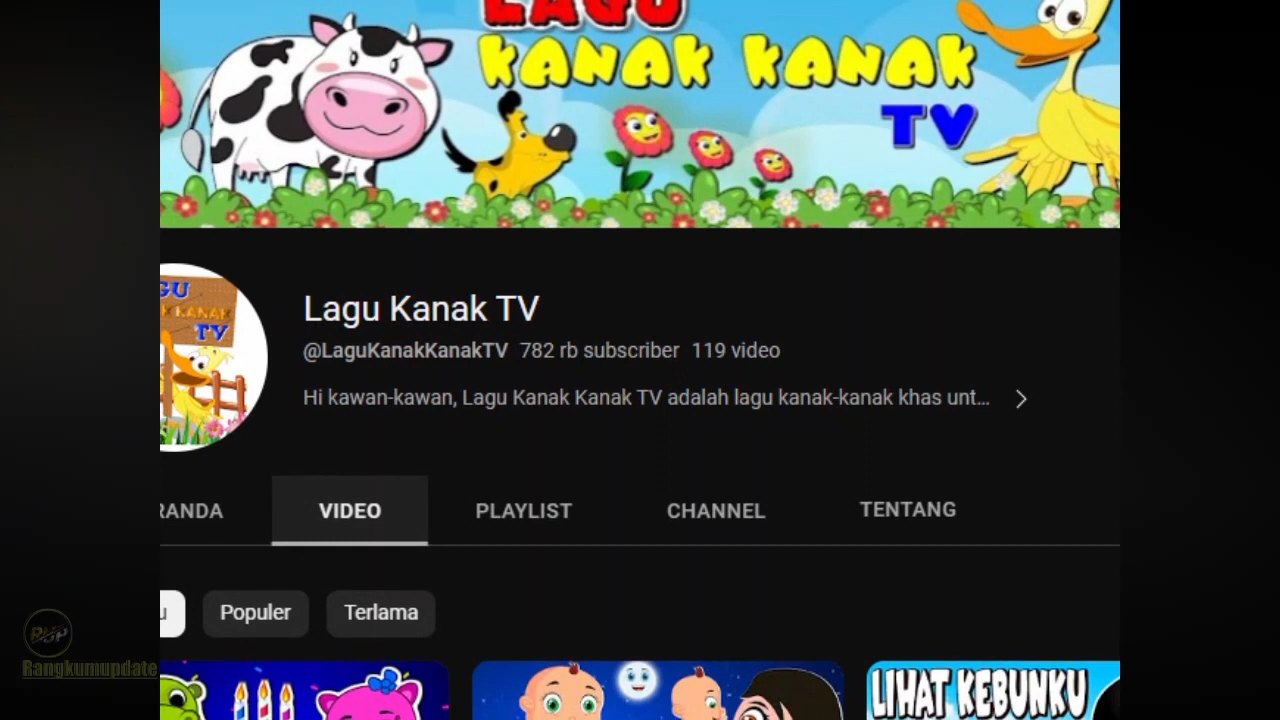 LAGU
KANAK KANAK
TV
GU
K KANAK
TV
Lagu Kanak TV
@LaguKanakKanakTV 782 rb subscriber 119 video
Hi kawan-kawan, Lagu Kanak Kanak TV adalah lagu kanak-kanak khas unt...
RANDA VIDEO PLAYLIST CHANNEL TENTANG
u Populer Terlama
RUP
Rangkumupdate
LIHAT KEBUNKU